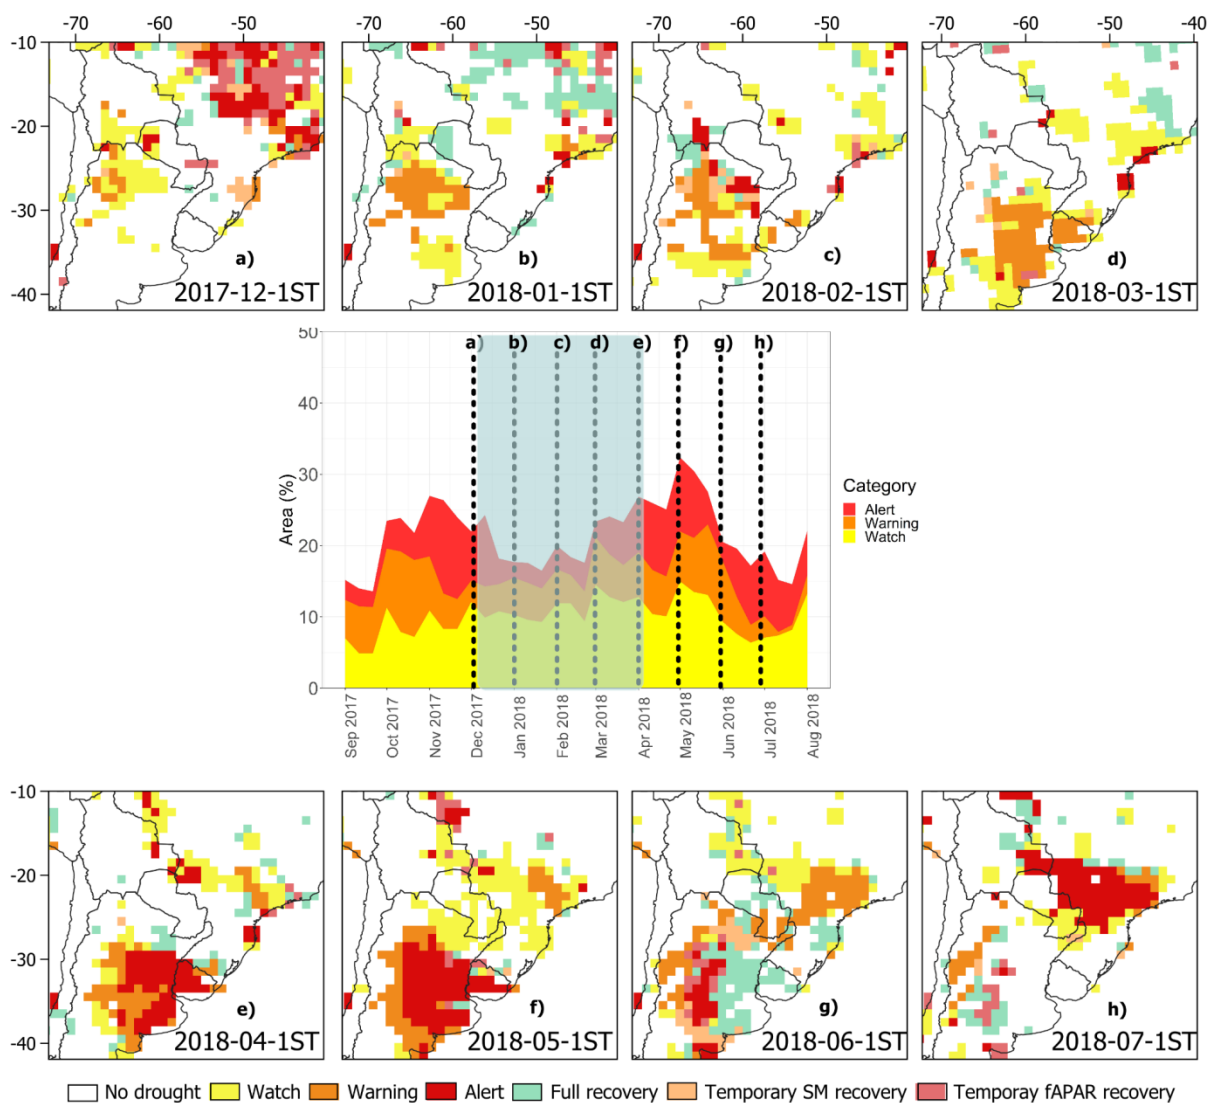 -70 -60 -50 -70 -60 -50 -70 -60 -50 -70 -60 -50 -40
-10
-20
-30
-40
a)
2017-12-1ST
b)
2018-01-1ST
c)
2018-02-1ST
d)
2018-03-1ST
a) b) c) d) e) f) g) h)
50
40
30
20
10
0
Area (%)
Sep 2017
Oct 2017
Nov 2017
Dec 2017
Jan 2018
Feb 2018
Mar 2018
Apr 2018
May 2018
Jun 2018
Jul 2018
Aug 2018
Category
Alert
Warning
Watch
-10
-20
-30
-40
e)
2018-04-1ST
f)
2018-05-1ST
g)
2018-06-1ST
h)
2018-07-1ST
No drought Watch Warning Alert Full recovery Temporary SM recovery Temporay fAPAR recovery